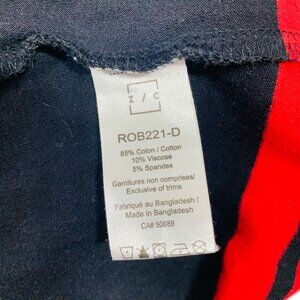 Z / C
ROB221-D
85% Coton / Cotton
10% Viscose
5% Spandex
Garnitures non comprises/
Exclusive of trims
Fabriqué au Bangladesh /
Made in Bangladesh
CA# 50689